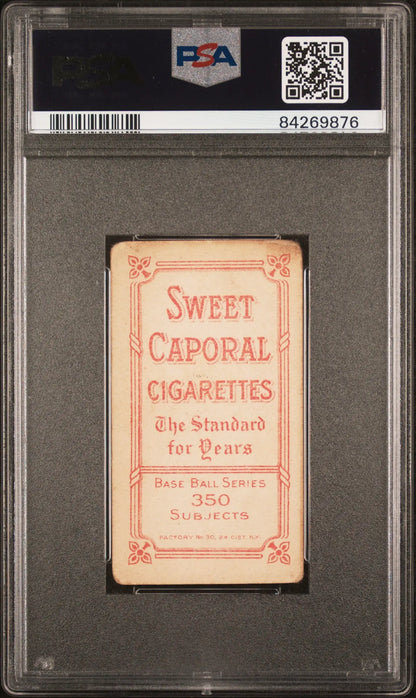 PSA
84269876
SWEET
CAPORAL
CIGARETTES
The Standard
for Years
BASE BALL SERIES
350
SUBJECTS
FACTORY No 30, 2d DIST. N.Y.